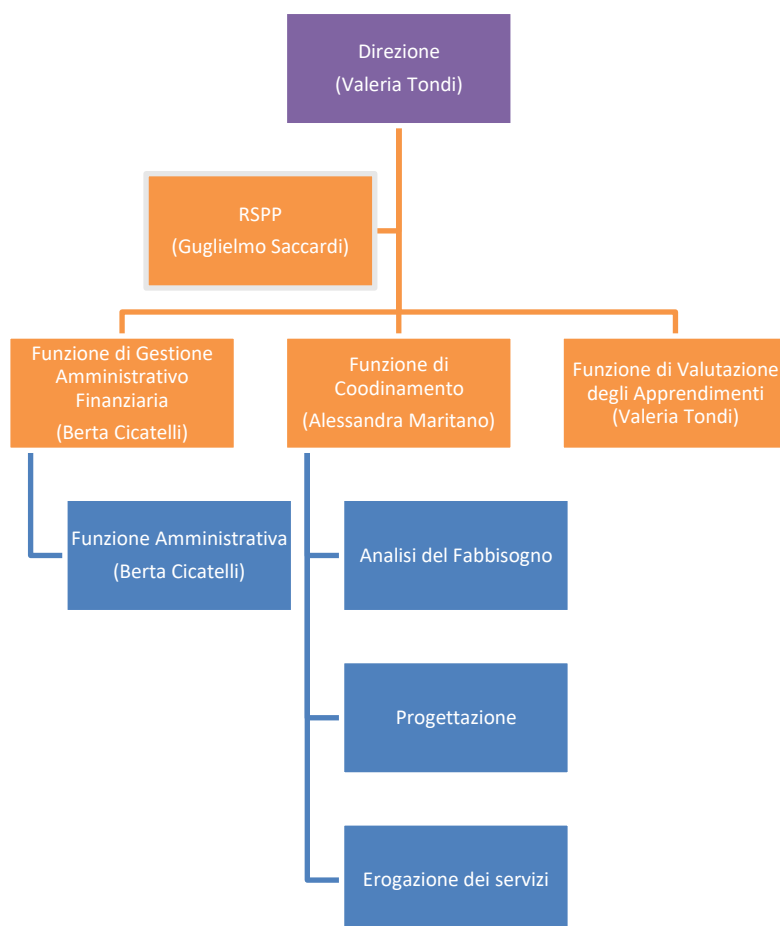 Direzione
(Valeria Tondi)
RSPP
(Guglielmo Saccardi)
Funzione di Gestione
Amministrativo
Finanziaria
(Berta Cicatelli)
Funzione di
Coodinamento
(Alessandra Maritano)
Funzione di Valutazione
degli Apprendimenti
(Valeria Tondi)
Funzione Amministrativa
(Berta Cicatelli)
Analisi del Fabbisogno
Progettazione
Erogazione dei servizi